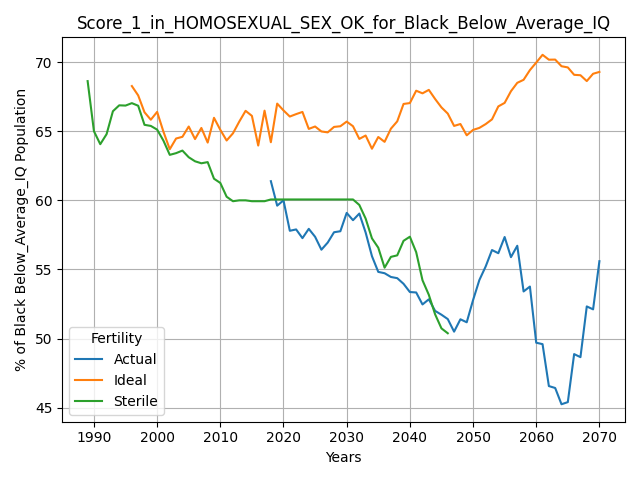 Score_1_in_HOMOSEXUAL_SEX_OK_for_Black_Below_Average_IQ
% of Black Below_Average_IQ Population
70
65
60
55
50
45
Fertility
Actual
Ideal
Sterile
1990 2000 2010 2020 2030 2040 2050 2060 2070
Years